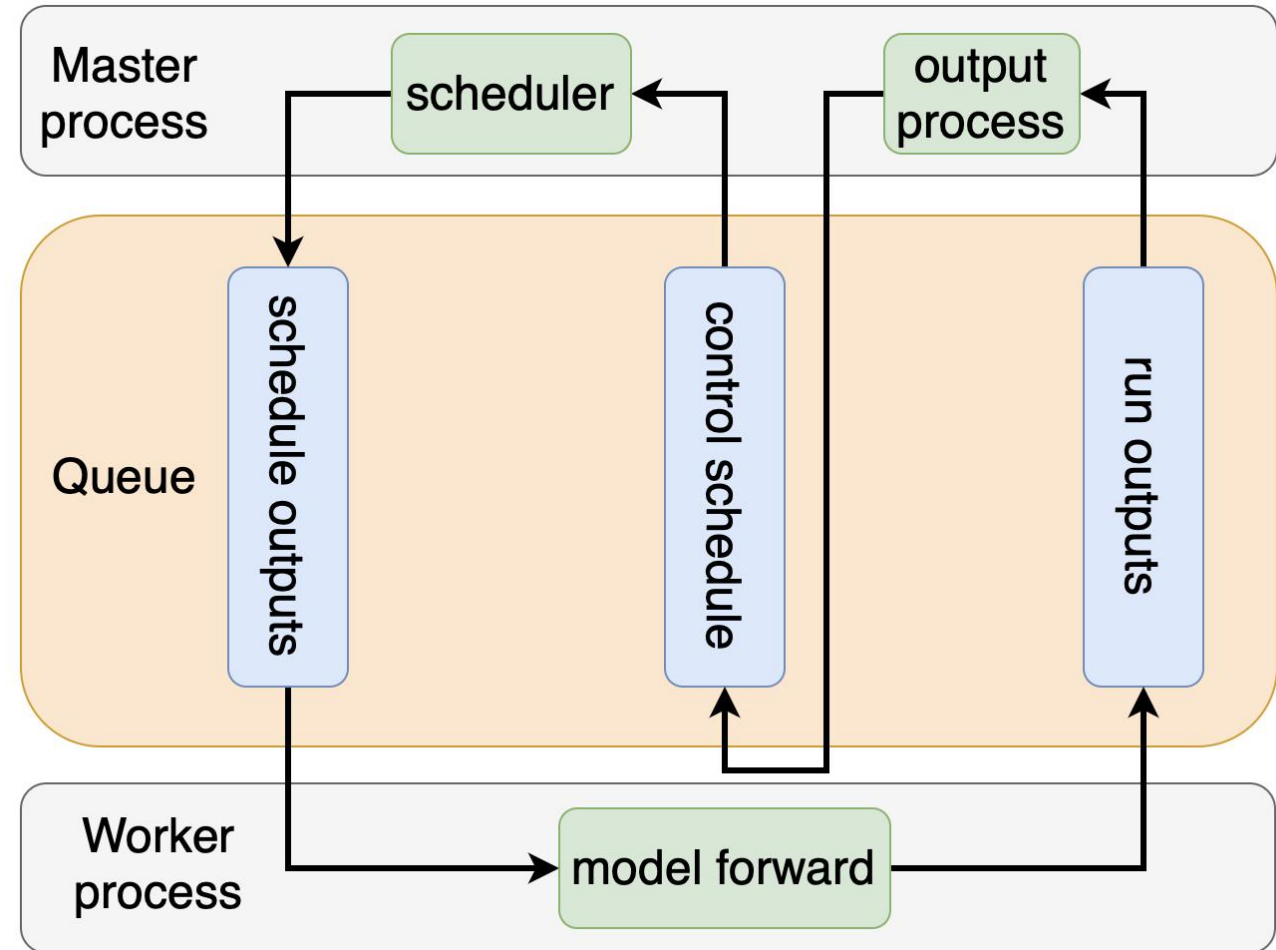 Master
process
scheduler
output
process
Queue
schedule outputs
control schedule
run outputs
Worker
process
model forward